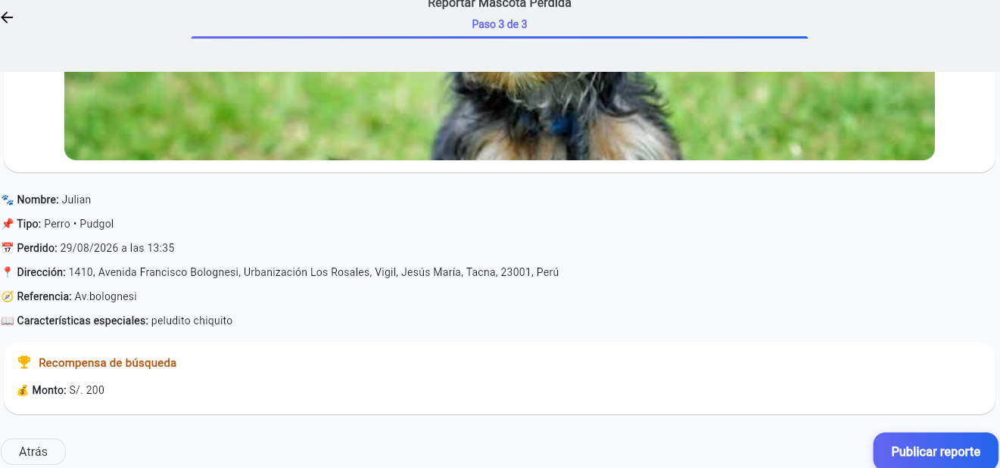 Reportar Mascota Perdida
Paso 3 de 3
Nombre: Julian
Tipo: Perro • Pudgol
Perdido: 29/08/2026 a las 13:35
Dirección: 1410, Avenida Francisco Bolognesi, Urbanización Los Rosales, Vigil, Jesús María, Tacna, 23001, Perú
Referencia: Av.bolognesi
Características especiales: peludito chiquito
Recompensa de búsqueda
Monto: S/. 200
Atrás
Publicar reporte